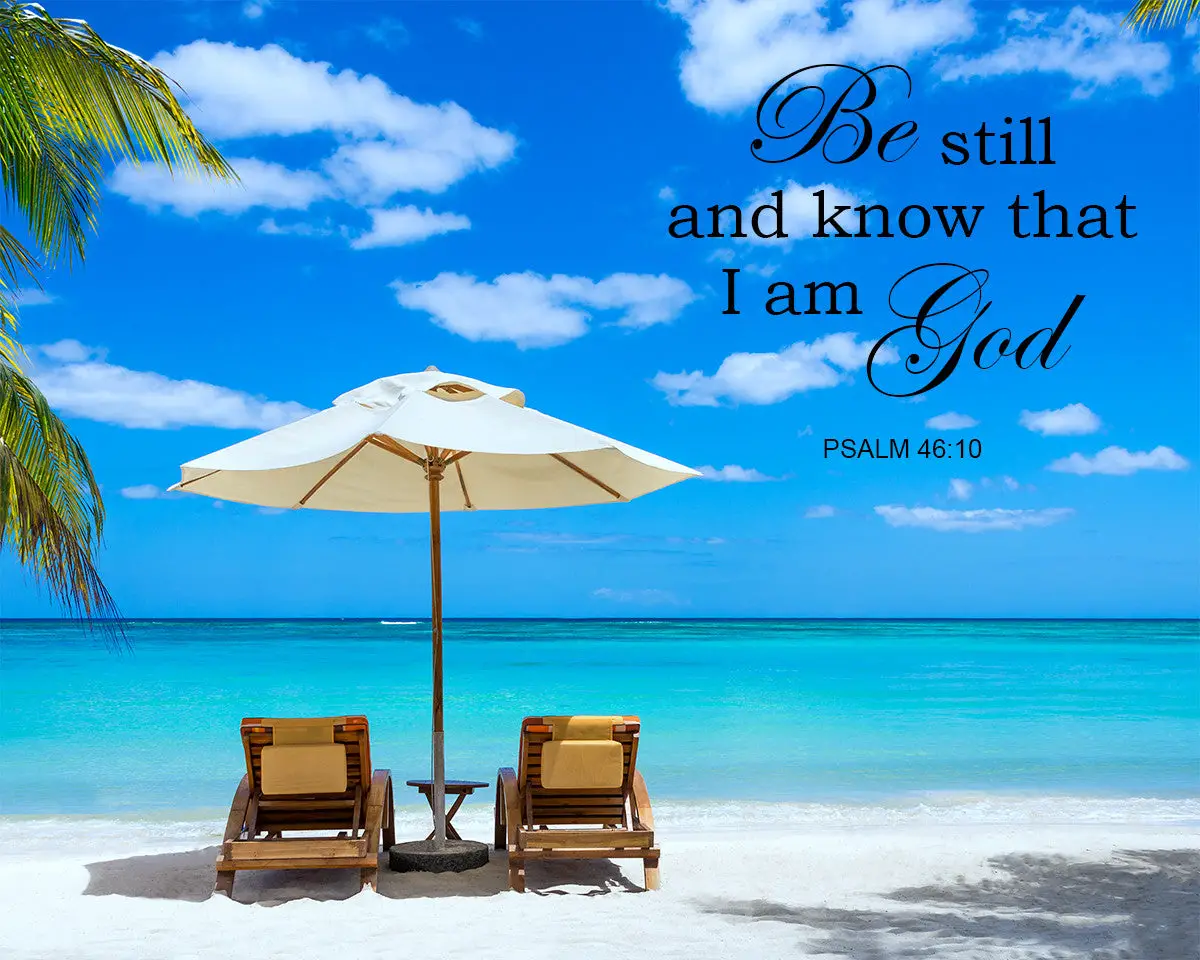 Be still
and know that
I am God
PSALM 46:10